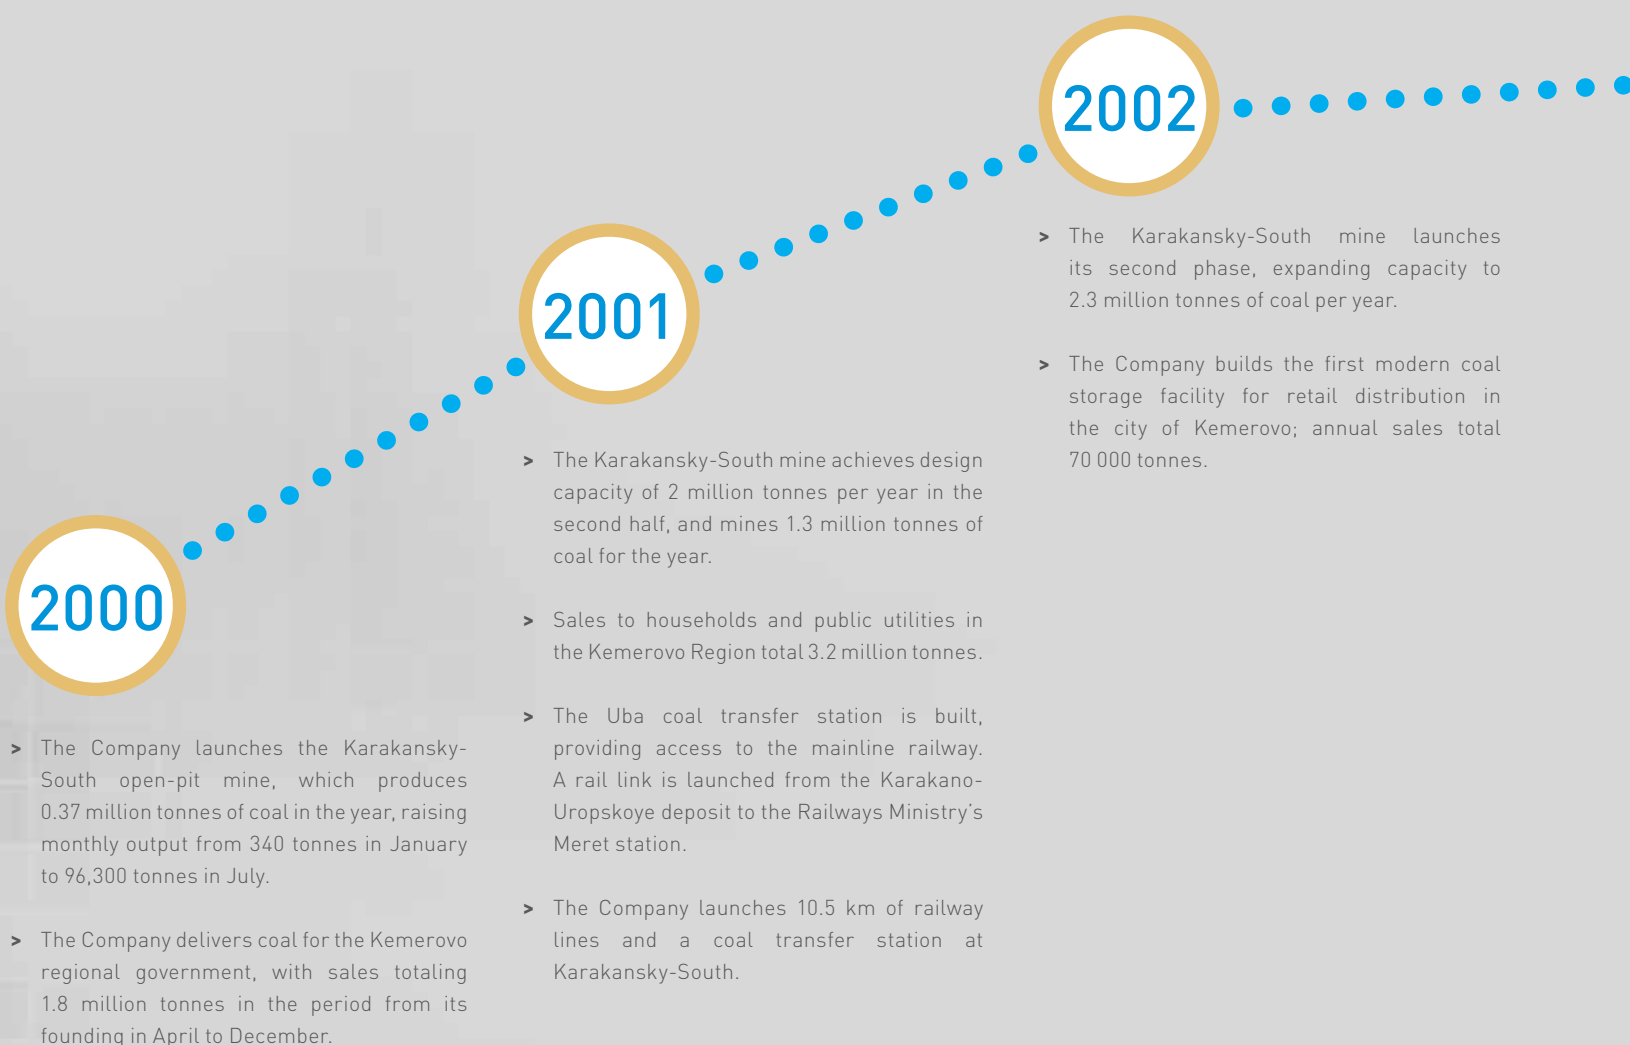 2000
> The Company launches the Karakansky-
South open-pit mine, which produces
0.37 million tonnes of coal in the year, raising
monthly output from 340 tonnes in January
to 96,300 tonnes in July.
> The Company delivers coal for the Kemerovo
regional government, with sales totaling
1.8 million tonnes in the period from its
founding in April to December.
2001
> The Karakansky-South mine achieves design
capacity of 2 million tonnes per year in the
second half, and mines 1.3 million tonnes of
coal for the year.
> Sales to households and public utilities in
the Kemerovo Region total 3.2 million tonnes.
> The Uba coal transfer station is built,
providing access to the mainline railway.
A rail link is launched from the Karakano-
Uropskoye deposit to the Railways Ministry’s
Meret station.
> The Company launches 10.5 km of railway
lines and a coal transfer station at
Karakansky-South.
2002
> The Karakansky-South mine launches
its second phase, expanding capacity to
2.3 million tonnes of coal per year.
> The Company builds the first modern coal
storage facility for retail distribution in
the city of Kemerovo; annual sales total
70 000 tonnes.